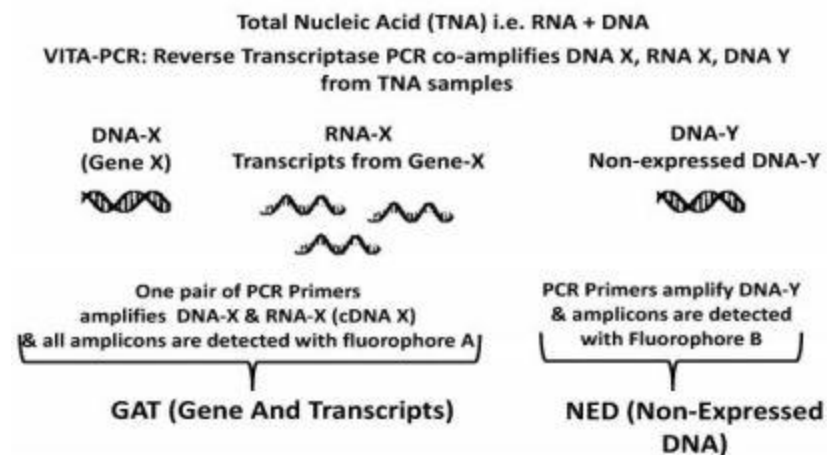 Total Nucleic Acid (TNA) i.e. RNA + DNA
VITA-PCR: Reverse Transcriptase PCR co-amplifies DNA X, RNA X, DNA Y
from TNA samples
DNA-X
(Gene X)
RNA-X
Transcripts from Gene-X
DNA-Y
Non-expressed DNA-Y
One pair of PCR Primers
amplifies DNA-X & RNA-X (cDNA X)
& all amplicons are detected with fluorophore A
GAT (Gene And Transcripts)
PCR Primers amplify DNA-Y
& amplicons are detected
with Fluorophore B
NED (Non-Expressed
DNA)